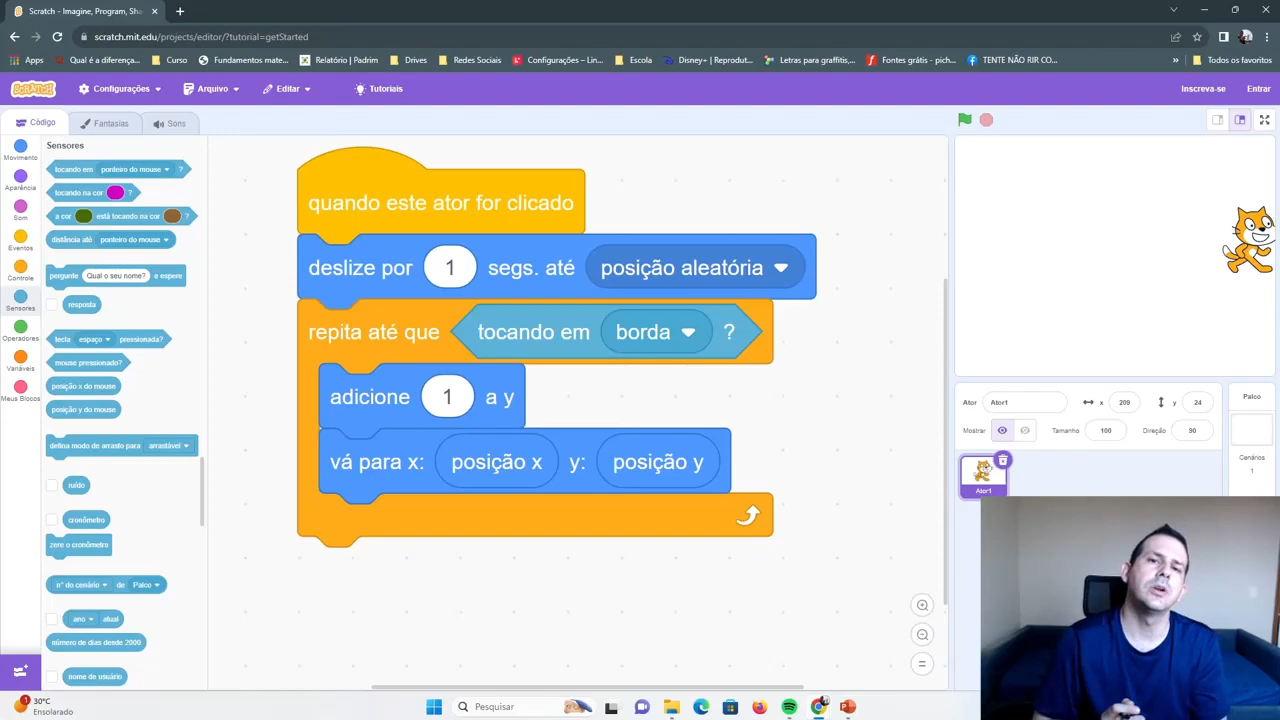 Scratch - Imagine, Program, Sha
scratch.mit.edu/projects/editor/?tutorial=getStarted
Apps
Qual é a diferença...
Curso
Fundamentos mate...
Relatório | Padrim
Drives
Redes Sociais
Configurações – Lin...
Escola
Disney+ | Reprodut...
Letras para graffitis,...
Fontes grátis - pich...
TENTE NÃO RIR CO...
»
Todos os favoritos
SCRATCH
Configurações
Arquivo
Editar
Tutoriais
Inscreva-se
Entrar
Código
Fantasias
Sons
Movimento
Aparência
Som
Eventos
Controle
Sensores
Operadores
Variáveis
Meus Blocos
Sensores
tocando em ponteiro do mouse ?
tocando na cor ?
a cor está tocando na cor ?
distância até ponteiro do mouse
pergunte Qual o seu nome? e espere
resposta
tecla espaço pressionada?
mouse pressionado?
posição x do mouse
posição y do mouse
defina modo de arrasto para arrastável
ruído
cronômetro
zere o cronômetro
nº do cenário de Palco
ano atual
número de dias desde 2000
nome de usuário
quando este ator for clicado
deslize por 1 segs. até posição aleatória
repita até que tocando em borda ?
adicione 1 a y
vá para x: posição x y: posição y
Ator Ator1 x 209 y 24
Mostrar Tamanho 100 Direção 90
Ator1
Palco
Cenários
1
1
30°C
Ensolarado
Pesquisar